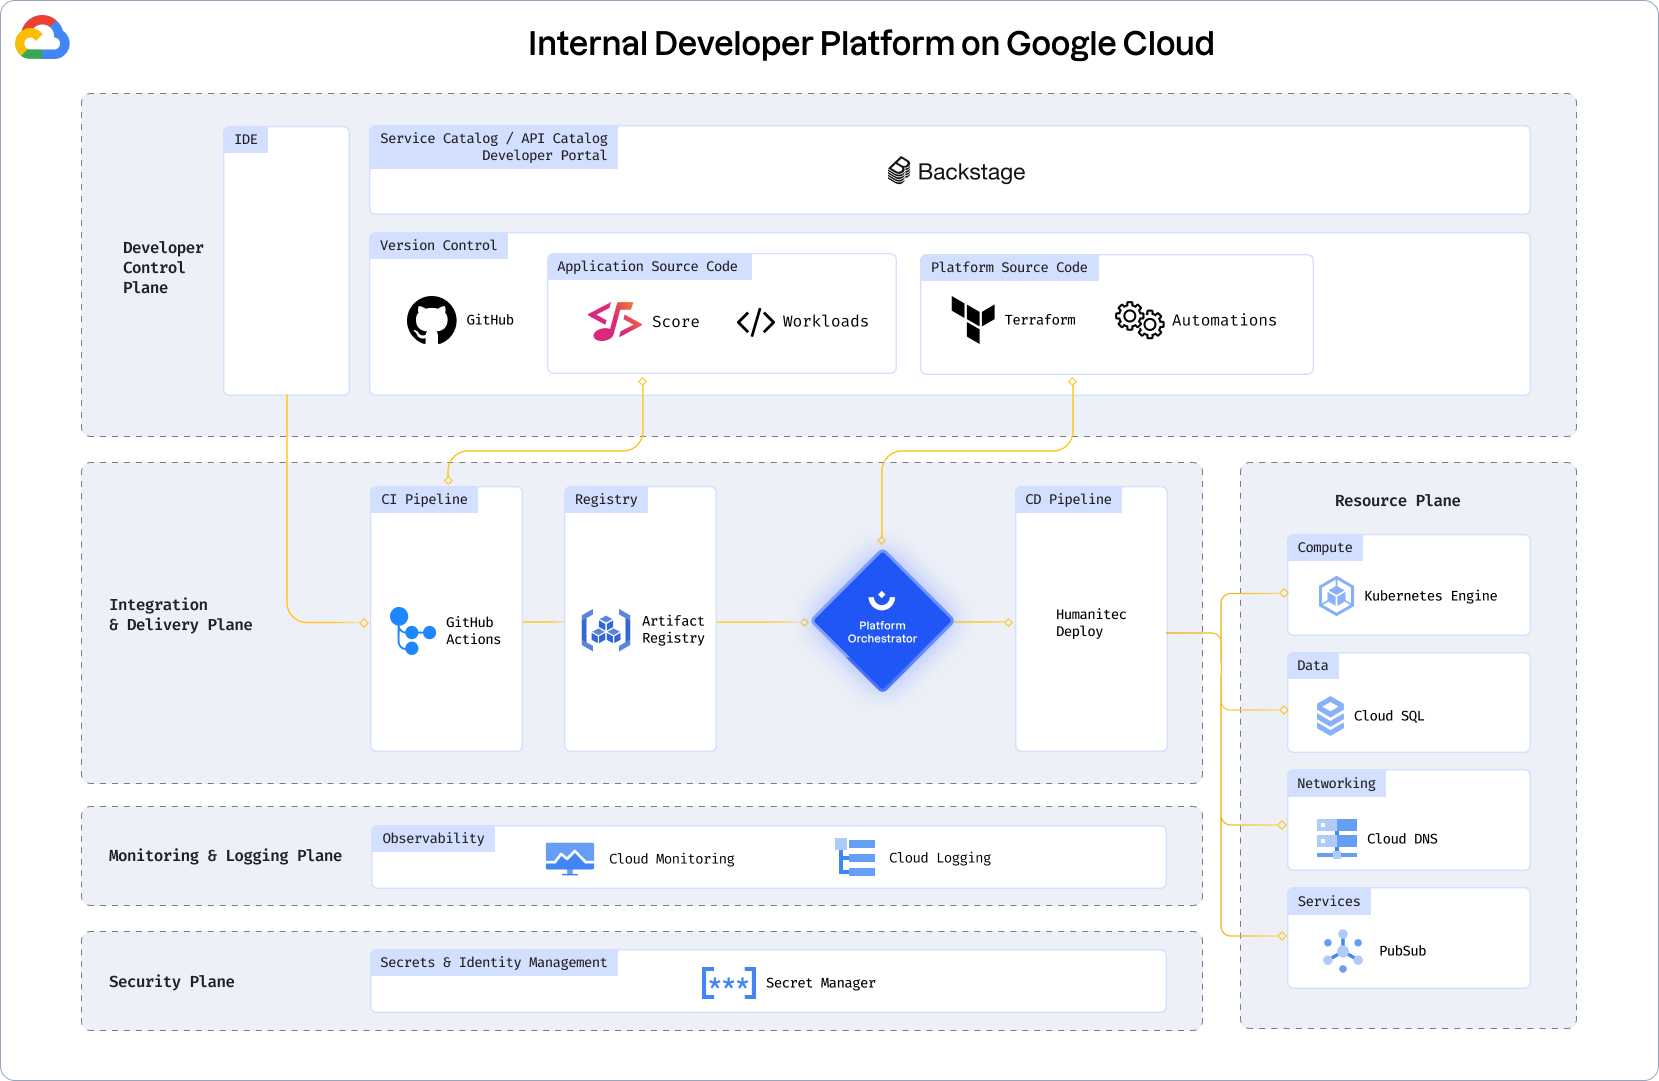 Internal Developer Platform on Google Cloud
Developer
Control
Plane
IDE
Service Catalog / API Catalog
Developer Portal
Backstage
Version Control
GitHub
Application Source Code
Score
Workloads
Platform Source Code
Terraform
Automations
Integration
& Delivery Plane
CI Pipeline
GitHub
Actions
Registry
Artifact
Registry
Platform
Orchestrator
CD Pipeline
Humanitec
Deploy
Resource Plane
Compute
Kubernetes Engine
Data
Cloud SQL
Networking
Cloud DNS
Services
PubSub
Monitoring & Logging Plane
Observability
Cloud Monitoring
Cloud Logging
Security Plane
Secrets & Identity Management
[***]
Secret Manager